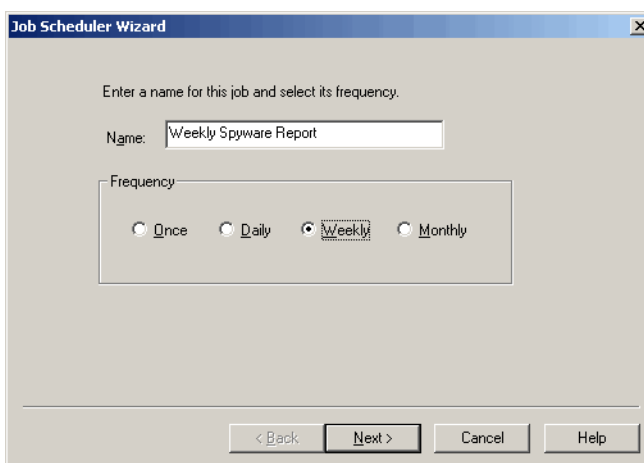 Job Scheduler Wizard
Enter a name for this job and select its frequency.
Name: Weekly Spyware Report
Frequency
Once Daily Weekly Monthly
< Back Next > Cancel Help